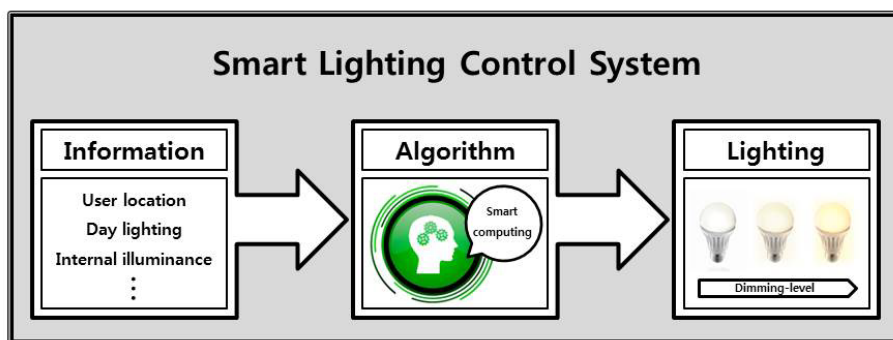 Smart Lighting Control System
Information
User location
Day lighting
Internal illuminance
⋮
Algorithm
Smart
computing
Lighting
Dimming-level